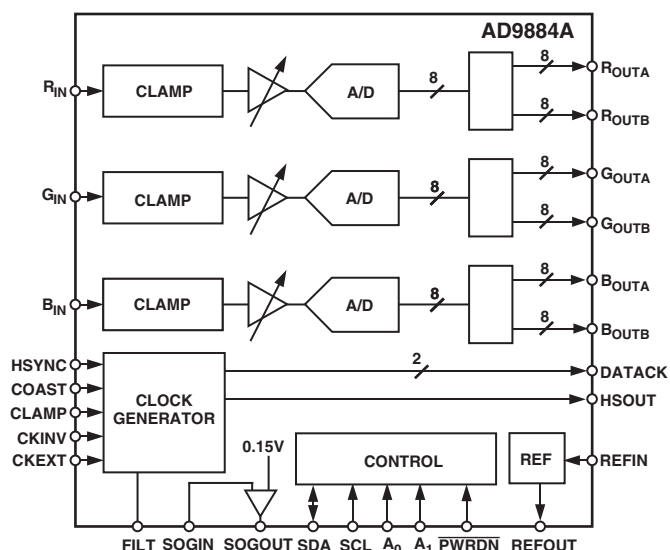 AD9884A
R_IN CLAMP A/D 8 8 R_OUTA
8 R_OUTB
G_IN CLAMP A/D 8 8 G_OUTA
8 G_OUTB
B_IN CLAMP A/D 8 8 B_OUTA
8 B_OUTB
HSYNC
COAST
CLAMP
CKINV
CKEXT
CLOCK
GENERATOR
2 DATACK
HSOUT
0.15V
CONTROL
REF
REFIN
FILT SOGIN SOGOUT SDA SCL A₀ A₁ P̅W̅R̅D̅N̅ REFOUT